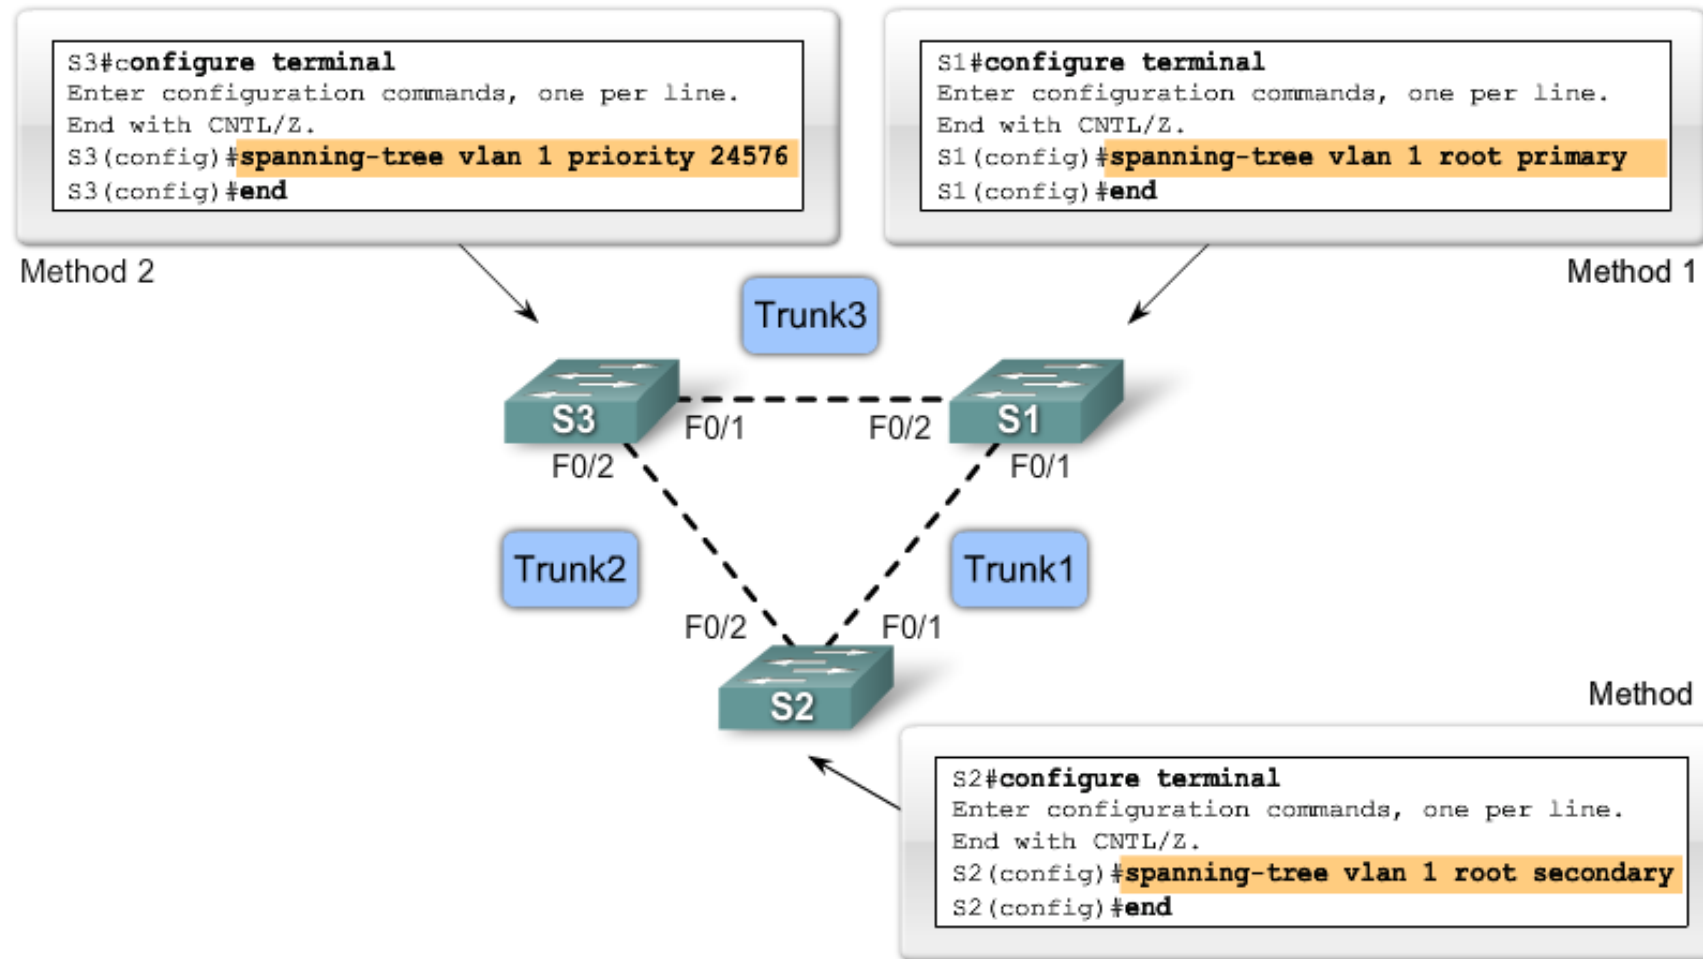 S3#configure terminal
Enter configuration commands, one per line.
End with CNTL/Z.
S3(config)#spanning-tree vlan 1 priority 24576
S3(config)#end
Method 2
S1#configure terminal
Enter configuration commands, one per line.
End with CNTL/Z.
S1(config)#spanning-tree vlan 1 root primary
S1(config)#end
Method 1
Trunk3
S3
F0/1
F0/2
S1
F0/2
F0/1
Trunk2
Trunk1
F0/2
F0/1
S2
Method
S2#configure terminal
Enter configuration commands, one per line.
End with CNTL/Z.
S2(config)#spanning-tree vlan 1 root secondary
S2(config)#end